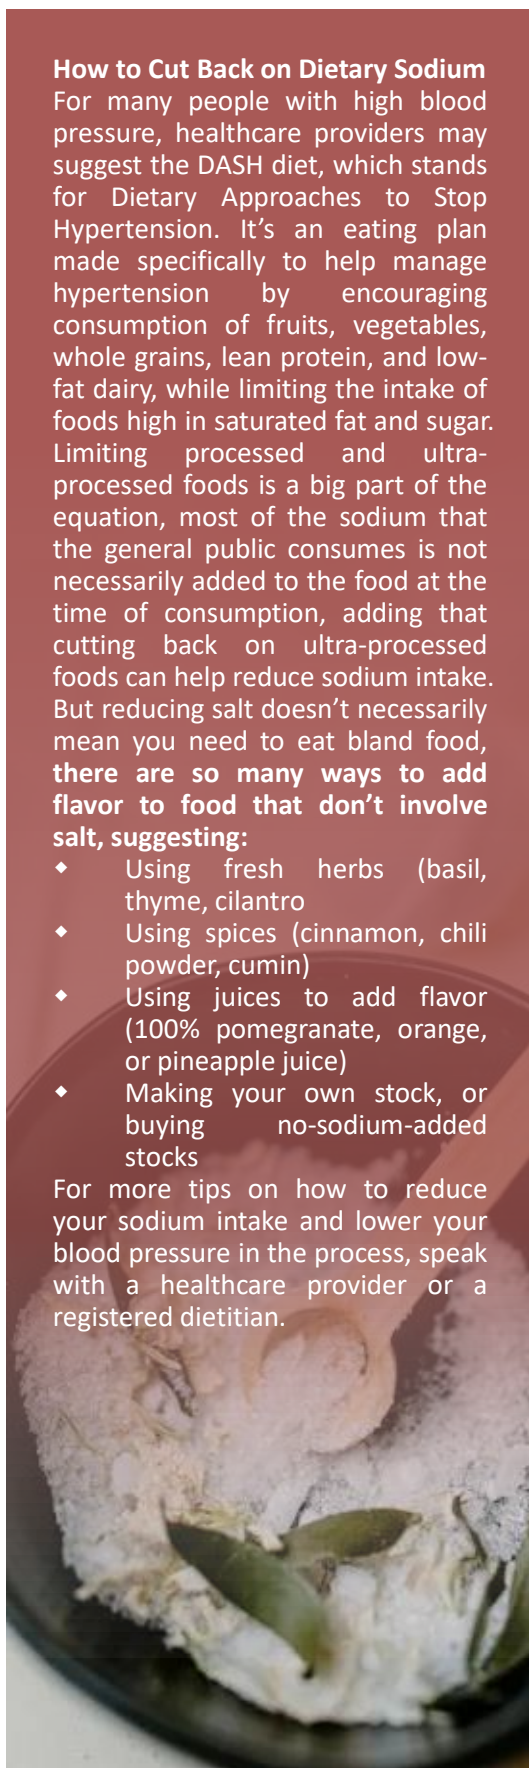 How to Cut Back on Dietary Sodium
For many people with high blood
pressure, healthcare providers may
suggest the DASH diet, which stands
for Dietary Approaches to Stop
Hypertension. It’s an eating plan
made specifically to help manage
hypertension by encouraging
consumption of fruits, vegetables,
whole grains, lean protein, and low-
fat dairy, while limiting the intake of
foods high in saturated fat and sugar.
Limiting processed and ultra-
processed foods is a big part of the
equation, most of the sodium that
the general public consumes is not
necessarily added to the food at the
time of consumption, adding that
cutting back on ultra-processed
foods can help reduce sodium intake.
But reducing salt doesn’t necessarily
mean you need to eat bland food,
there are so many ways to add
flavor to food that don’t involve
salt, suggesting:
◆ Using fresh herbs (basil,
thyme, cilantro
◆ Using spices (cinnamon, chili
powder, cumin)
◆ Using juices to add flavor
(100% pomegranate, orange,
or pineapple juice)
◆ Making your own stock, or
buying no-sodium-added
stocks
For more tips on how to reduce
your sodium intake and lower your
blood pressure in the process, speak
with a healthcare provider or a
registered dietitian.